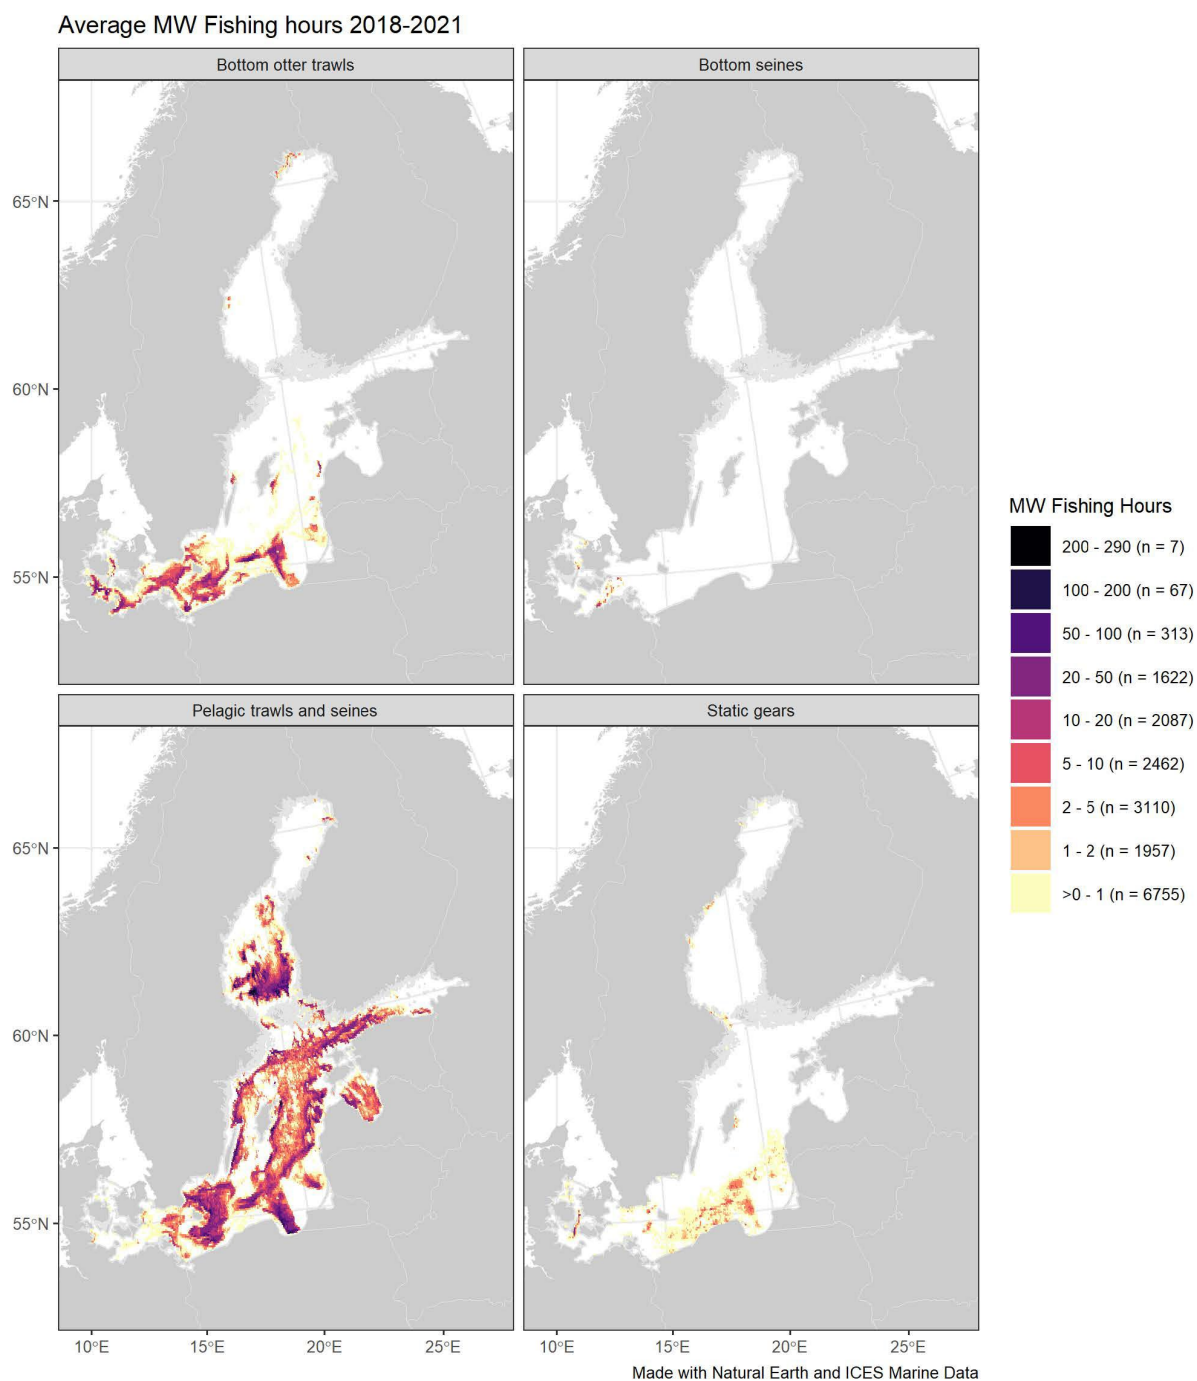 Average MW Fishing hours 2018-2021
Bottom otter trawls
Bottom seines
65°N
60°N
55°N
Pelagic trawls and seines
Static gears
65°N
60°N
55°N
10°E
15°E
20°E
25°E
10°E
15°E
20°E
25°E
MW Fishing Hours
200 - 290 (n = 7)
100 - 200 (n = 67)
50 - 100 (n = 313)
20 - 50 (n = 1622)
10 - 20 (n = 2087)
5 - 10 (n = 2462)
2 - 5 (n = 3110)
1 - 2 (n = 1957)
>0 - 1 (n = 6755)
Made with Natural Earth and ICES Marine Data